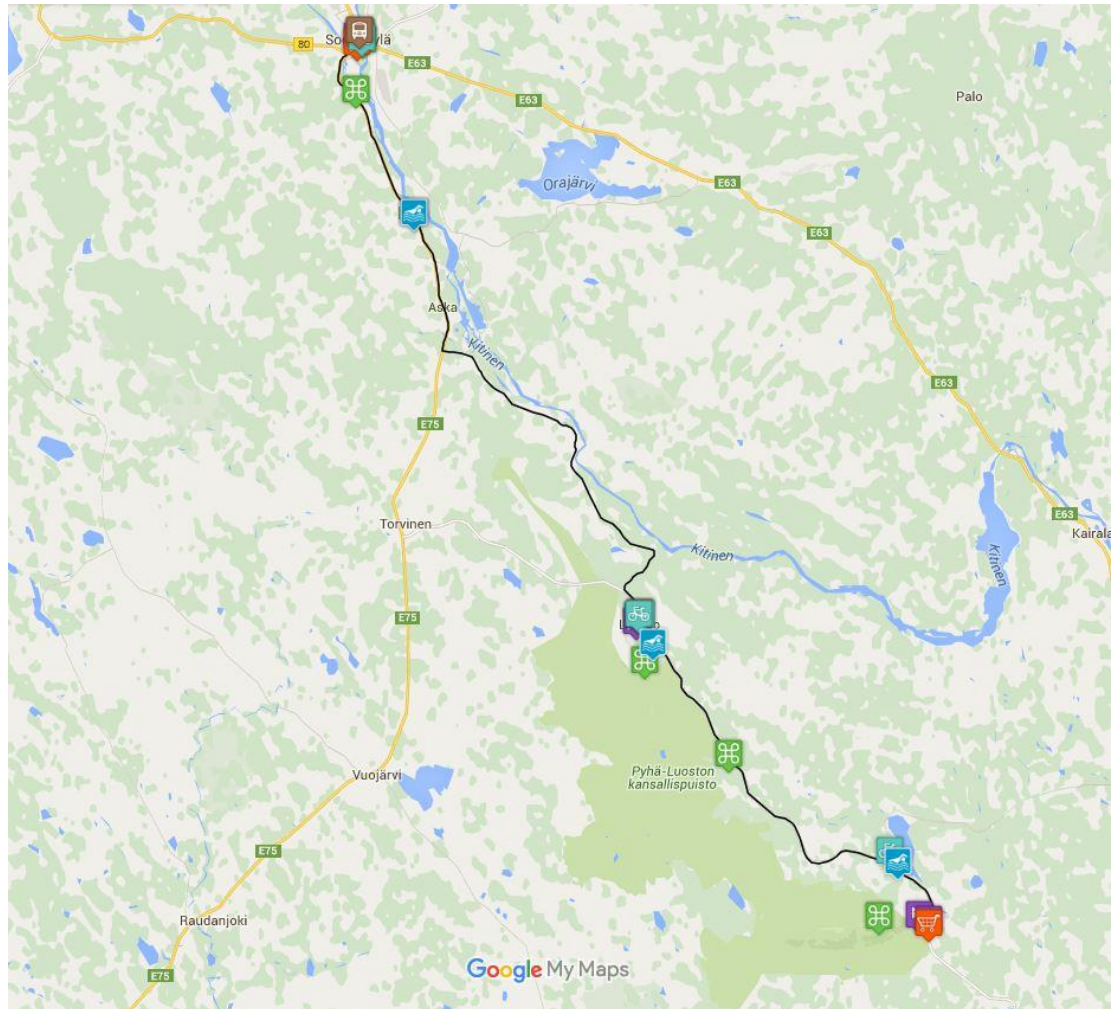 80
E63
E63
Palo
Orajärvi
E63
E63
Aska
Kitinen
E63
E75
Torvinen
E63
Kairala
Kitinen
Kitinen
E75
Pyhä-Luoston
kansallispuisto
Vuojärvi
E75
Raudanjoki
E75
Google My Maps